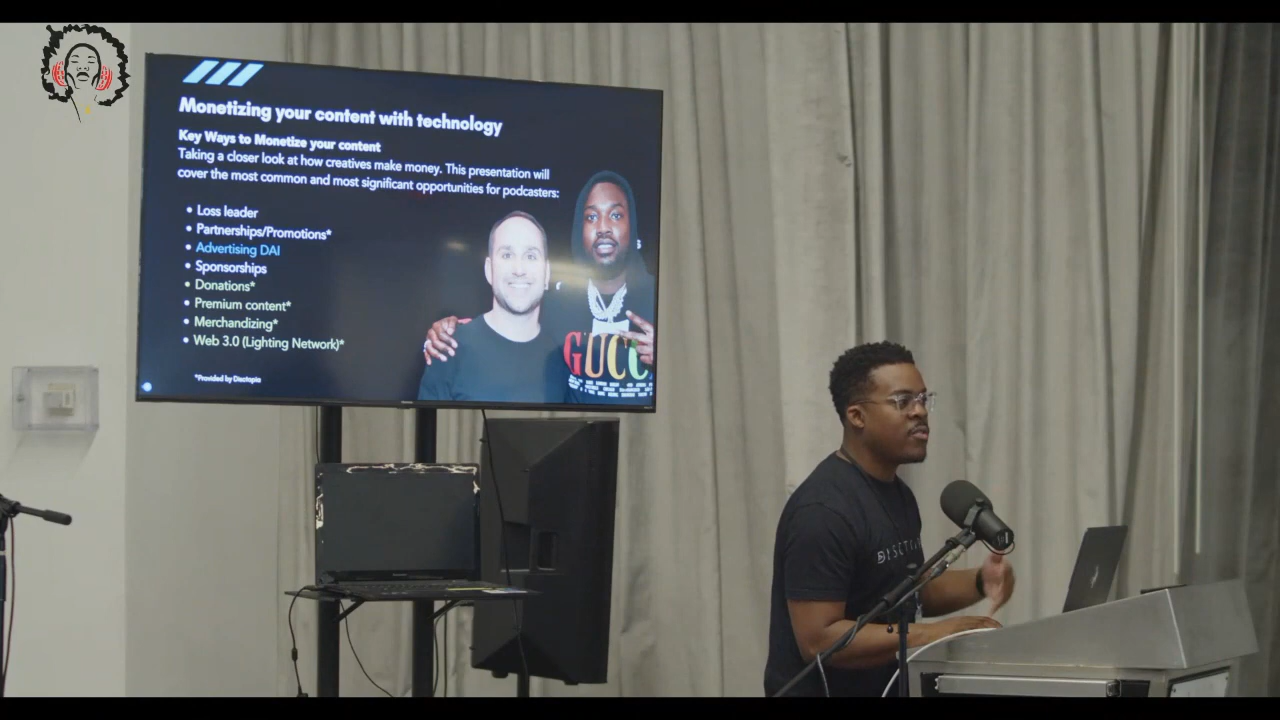 Monetizing your content with technology
Key Ways to Monetize your content
Taking a closer look at how creatives make money. This presentation will
cover the most common and most significant opportunities for podcasters:
• Loss leader
• Partnerships/Promotions*
• Advertising DAI
• Sponsorships
• Donations*
• Premium content*
• Merchandizing*
• Web 3.0 (Lighting Network)*
*Provided by Disctopia
GUCC